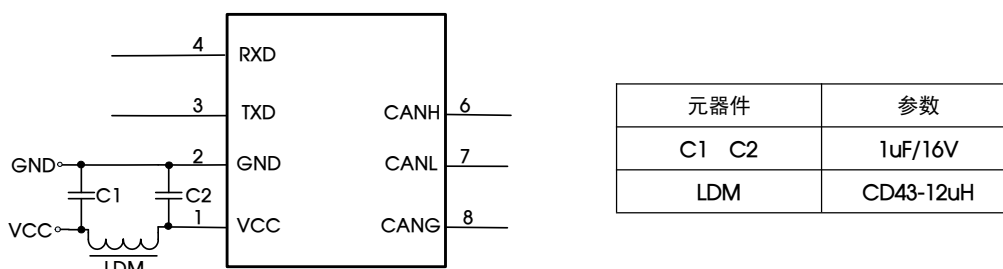 4 RXD
3 TXD
CANH 6
GND 2 GND
CANL 7
C1 C2
1 VCC
CANG 8
VCC
LDM
元器件 参数
C1 C2 1uF/16V
LDM CD43-12uH